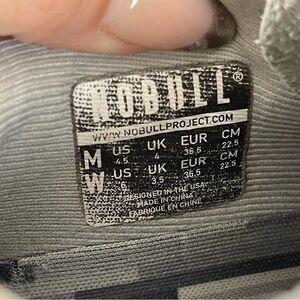 NOBULL®
WWW.NOBULLPROJECT.COM
M US UK EUR CM
4.5 4 36.5 22.5
W US UK EUR CM
6 3.5 36.5 22.5
DESIGNED IN THE USA
MADE IN CHINA
FABRIQUE EN CHINE